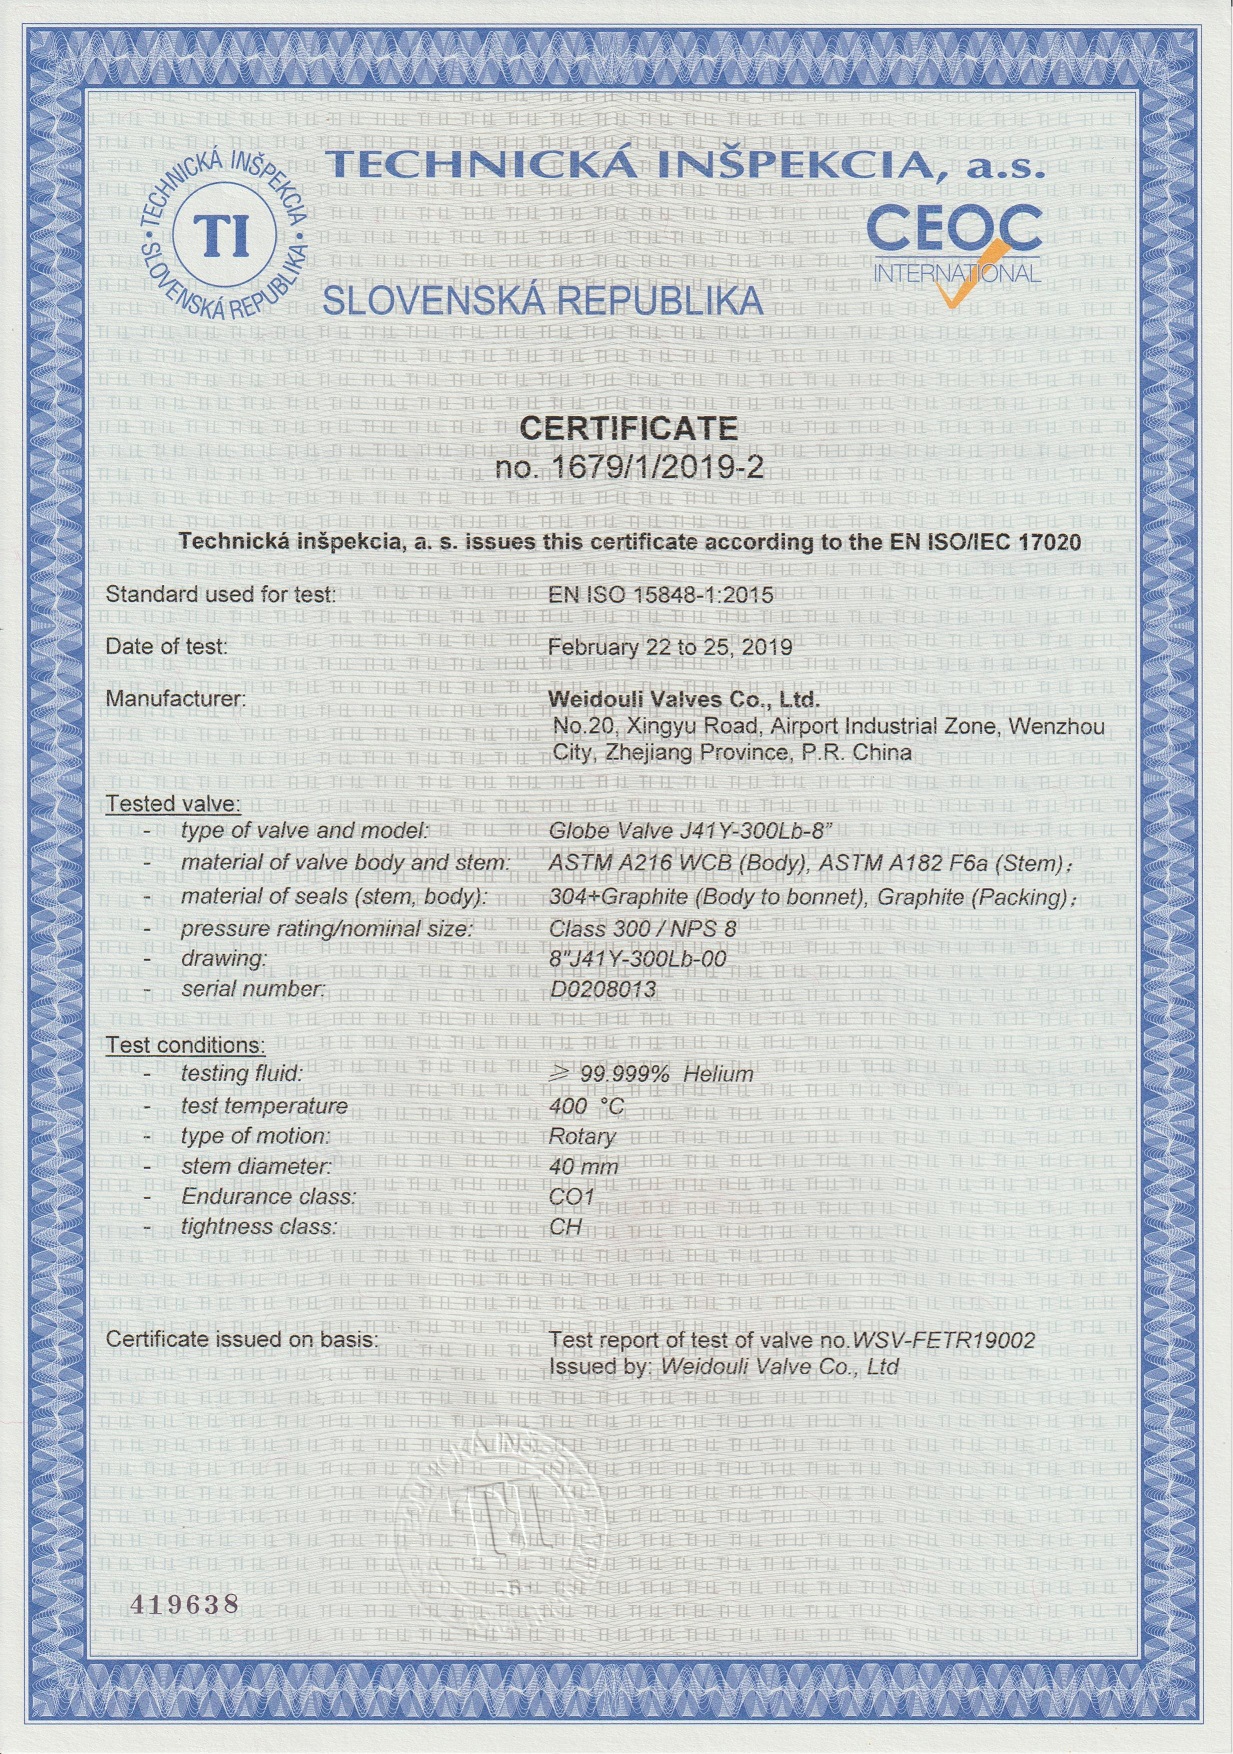 TECHNICKÁ INŠPEKCIA, a.s.
• TECHNICKÁ INŠPEKCIA •
TI
SLOVENSKÁ REPUBLIKA
CEOC
INTERNATIONAL
SLOVENSKÁ REPUBLIKA
CERTIFICATE
no. 1679/1/2019-2
Technická inšpekcia, a. s. issues this certificate according to the EN ISO/IEC 17020
Standard used for test: EN ISO 15848-1:2015
Date of test: February 22 to 25, 2019
Manufacturer: Weidouli Valves Co., Ltd.
No.20, Xingyu Road, Airport Industrial Zone, Wenzhou
City, Zhejiang Province, P.R. China
Tested valve:
- type of valve and model: Globe Valve J41Y-300Lb-8”
- material of valve body and stem: ASTM A216 WCB (Body), ASTM A182 F6a (Stem);
- material of seals (stem, body): 304+Graphite (Body to bonnet), Graphite (Packing);
- pressure rating/nominal size: Class 300 / NPS 8
- drawing: 8"J41Y-300Lb-00
- serial number: D0208013
Test conditions:
- testing fluid: ≥ 99.999% Helium
- test temperature 400 °C
- type of motion: Rotary
- stem diameter: 40 mm
- Endurance class: CO1
- tightness class: CH
Certificate issued on basis: Test report of test of valve no.WSV-FETR19002
Issued by: Weidouli Valve Co., Ltd
TI
419638